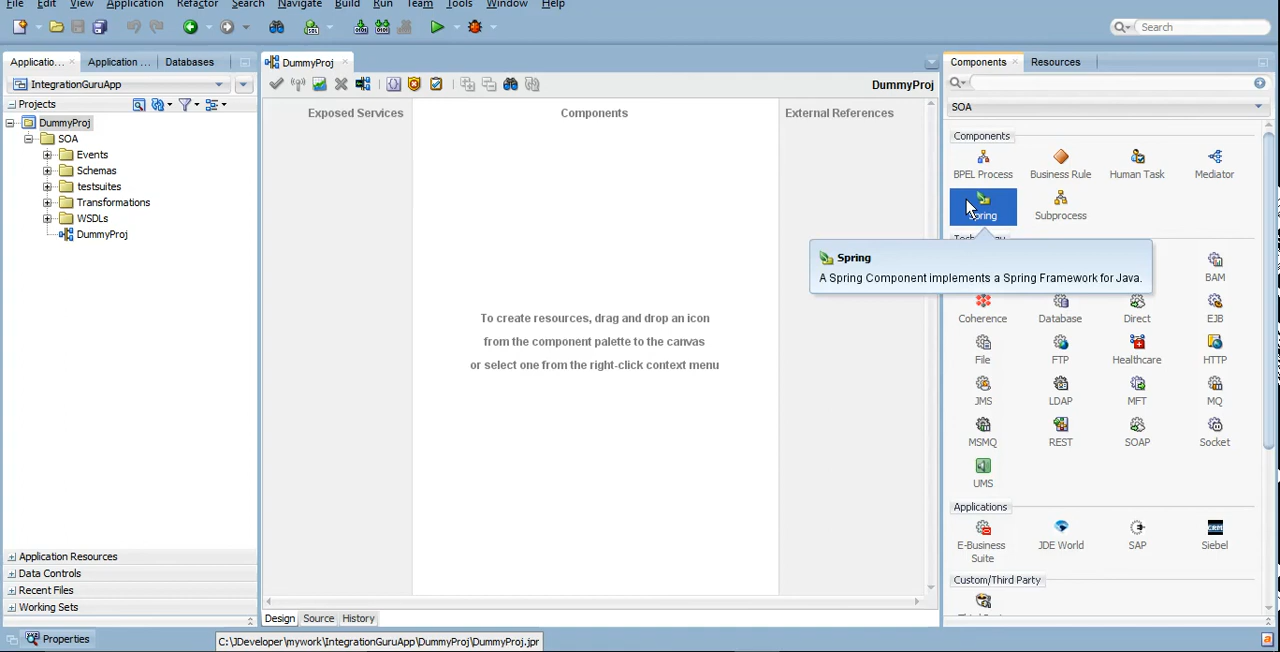 File Edit View Application Refactor Search Navigate Build Run Team Tools Window Help
Search
Applicatio... Application ... Databases
DummyProj
Components Resources
IntegrationGuruApp
DummyProj
SOA
Projects
Exposed Services
Components
External References
DummyProj
SOA
Events
Schemas
testsuites
Transformations
WSDLs
DummyProj
To create resources, drag and drop an icon
from the component palette to the canvas
or select one from the right-click context menu
Components
BPEL Process Business Rule Human Task Mediator
Spring Subprocess
Spring
A Spring Component implements a Spring Framework for Java.
BAM
Coherence Database Direct EJB
File FTP Healthcare HTTP
JMS LDAP MFT MQ
MSMQ REST SOAP Socket
UMS
Applications
E-Business Suite JDE World SAP Siebel
Custom/Third Party
Application Resources
Data Controls
Recent Files
Working Sets
Design Source History
Properties
C:\JDeveloper\mywork\IntegrationGuruApp\DummyProj\DummyProj.jpr